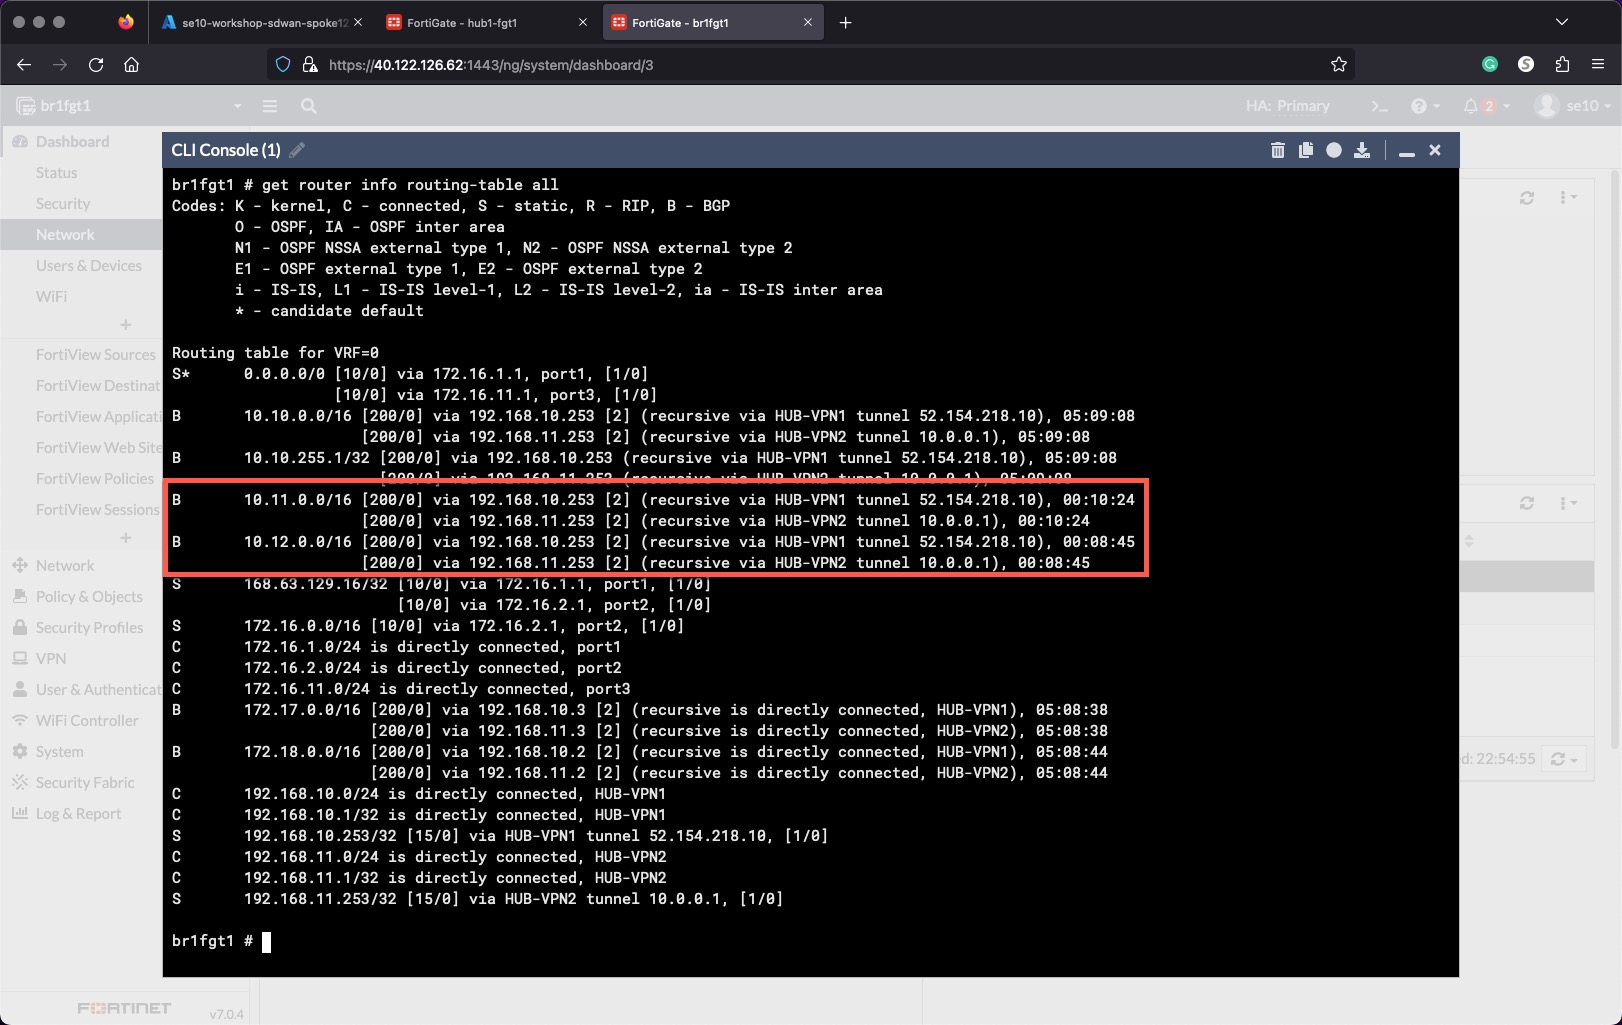 se10-workshop-sdwan-spoke12
FortiGate - hub1-fgt1
FortiGate - br1fgt1
https://40.122.126.62:1443/ng/system/dashboard/3
br1fgt1
HA: Primary
>_
2
se10
Dashboard
Status
Security
Network
Users & Devices
WiFi
FortiView Sources
FortiView Destinat
FortiView Applicati
FortiView Web Site
FortiView Policies
FortiView Sessions
Network
Policy & Objects
Security Profiles
VPN
User & Authenticat
WiFi Controller
System
Security Fabric
Log & Report
FORTINET
v7.0.4
CLI Console (1)
br1fgt1 # get router info routing-table all
Codes: K - kernel, C - connected, S - static, R - RIP, B - BGP
O - OSPF, IA - OSPF inter area
N1 - OSPF NSSA external type 1, N2 - OSPF NSSA external type 2
E1 - OSPF external type 1, E2 - OSPF external type 2
i - IS-IS, L1 - IS-IS level-1, L2 - IS-IS level-2, ia - IS-IS inter area
* - candidate default
Routing table for VRF=0
S* 0.0.0.0/0 [10/0] via 172.16.1.1, port1, [1/0]
[10/0] via 172.16.11.1, port3, [1/0]
B 10.10.0.0/16 [200/0] via 192.168.10.253 [2] (recursive via HUB-VPN1 tunnel 52.154.218.10), 05:09:08
[200/0] via 192.168.11.253 [2] (recursive via HUB-VPN2 tunnel 10.0.0.1), 05:09:08
B 10.10.255.1/32 [200/0] via 192.168.10.253 (recursive via HUB-VPN1 tunnel 52.154.218.10), 05:09:08
[200/0] via 192.168.11.253 (recursive via HUB-VPN2 tunnel 10.0.0.1), 05:09:08
B 10.11.0.0/16 [200/0] via 192.168.10.253 [2] (recursive via HUB-VPN1 tunnel 52.154.218.10), 00:10:24
[200/0] via 192.168.11.253 [2] (recursive via HUB-VPN2 tunnel 10.0.0.1), 00:10:24
B 10.12.0.0/16 [200/0] via 192.168.10.253 [2] (recursive via HUB-VPN1 tunnel 52.154.218.10), 00:08:45
[200/0] via 192.168.11.253 [2] (recursive via HUB-VPN2 tunnel 10.0.0.1), 00:08:45
S 168.63.129.16/32 [10/0] via 172.16.1.1, port1, [1/0]
[10/0] via 172.16.2.1, port2, [1/0]
S 172.16.0.0/16 [10/0] via 172.16.2.1, port2, [1/0]
C 172.16.1.0/24 is directly connected, port1
C 172.16.2.0/24 is directly connected, port2
C 172.16.11.0/24 is directly connected, port3
B 172.17.0.0/16 [200/0] via 192.168.10.3 [2] (recursive is directly connected, HUB-VPN1), 05:08:38
[200/0] via 192.168.11.3 [2] (recursive is directly connected, HUB-VPN2), 05:08:38
B 172.18.0.0/16 [200/0] via 192.168.10.2 [2] (recursive is directly connected, HUB-VPN1), 05:08:44
[200/0] via 192.168.11.2 [2] (recursive is directly connected, HUB-VPN2), 05:08:44
C 192.168.10.0/24 is directly connected, HUB-VPN1
C 192.168.10.1/32 is directly connected, HUB-VPN1
S 192.168.10.253/32 [15/0] via HUB-VPN1 tunnel 52.154.218.10, [1/0]
C 192.168.11.0/24 is directly connected, HUB-VPN2
C 192.168.11.1/32 is directly connected, HUB-VPN2
S 192.168.11.253/32 [15/0] via HUB-VPN2 tunnel 10.0.0.1, [1/0]
br1fgt1 #
d: 22:54:55